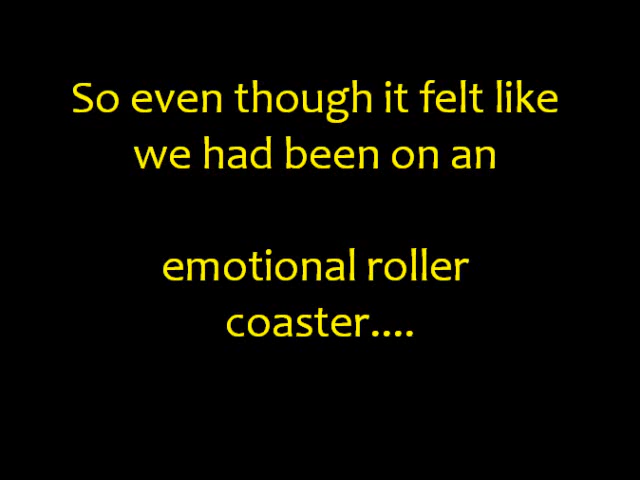 So even though it felt like
we had been on an
emotional roller
coaster....